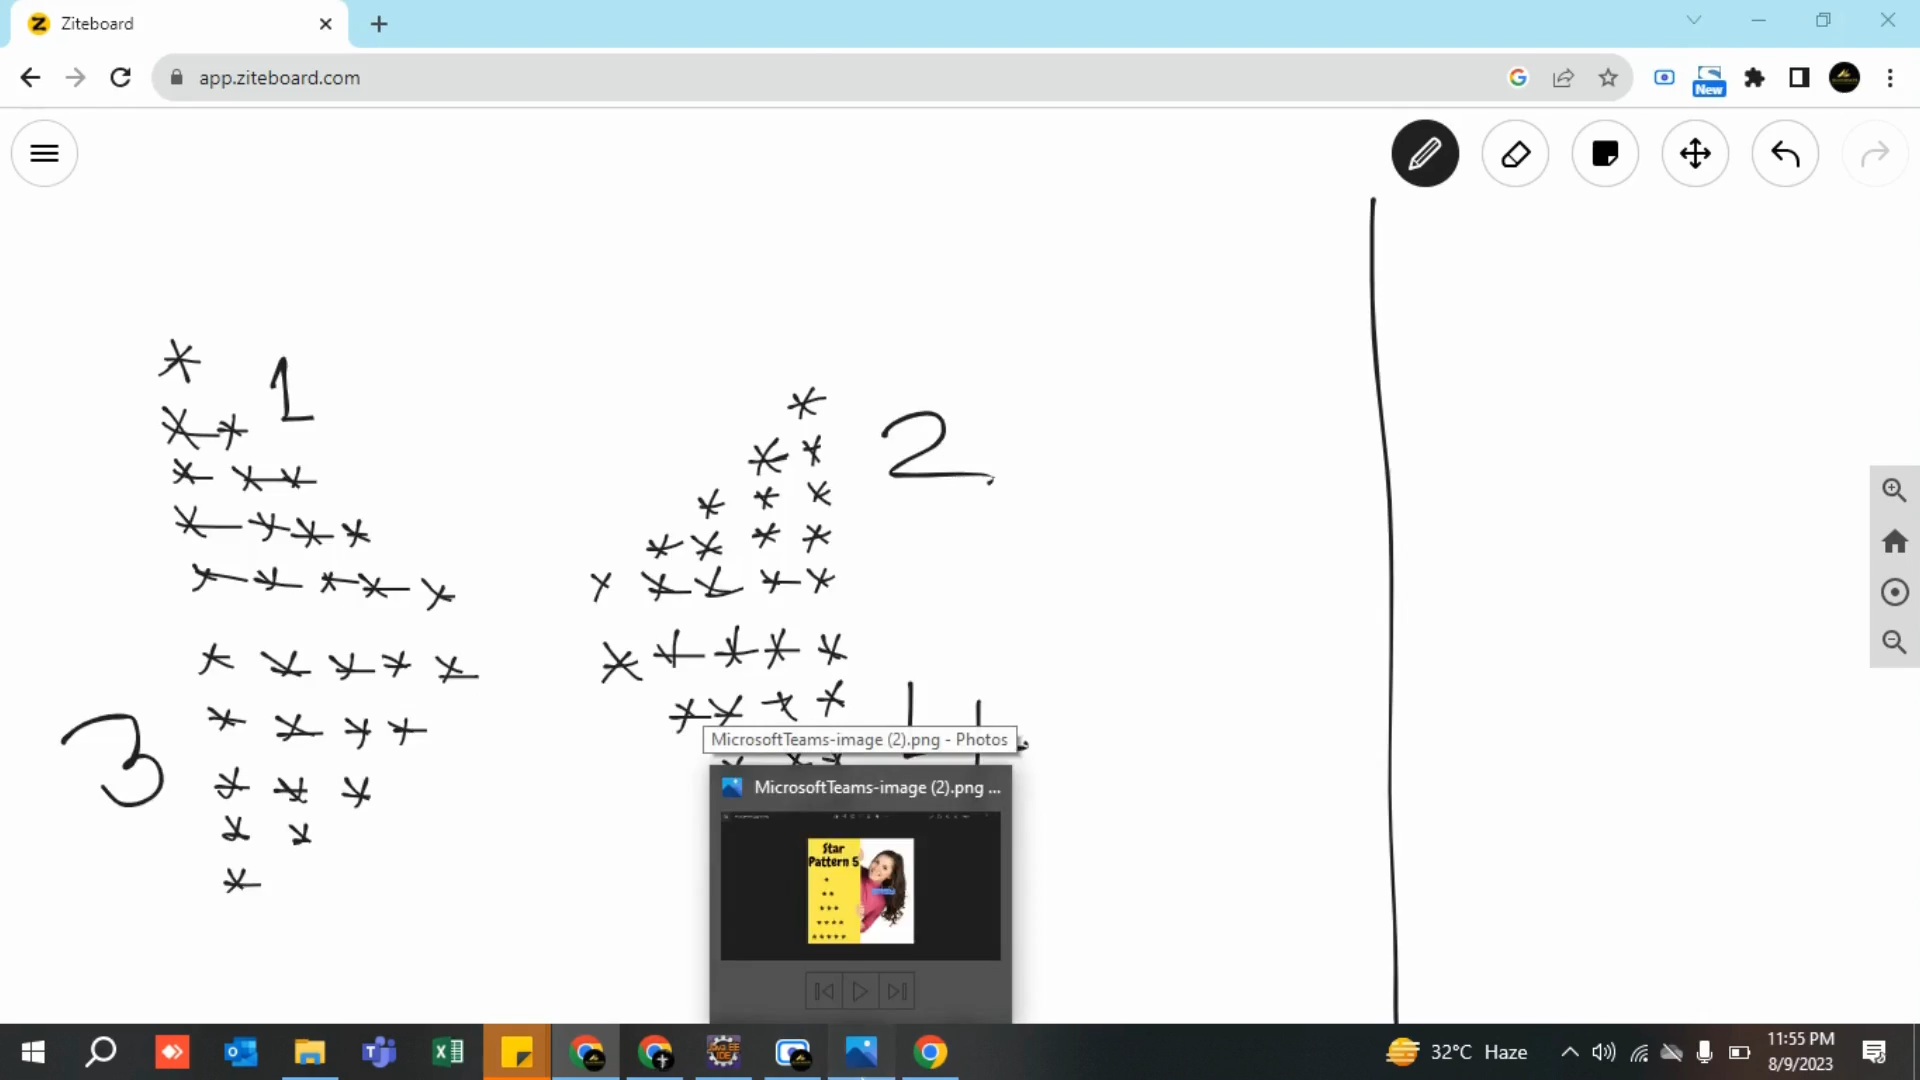 Ziteboard
app.ziteboard.com
New
*
1
* *
* * *
* * * *
* * * * *
*
2
* *
* * *
* * * *
* * * * *
* * * * *
* * * *
* * *
* *
*
3
* * * * *
* * * *
MicrosoftTeams-image (2).png - Photos
MicrosoftTeams-image (2).png ...
Star
Pattern 5
*
* *
* * *
* * * *
* * * * *
32°C Haze
11:55 PM
8/9/2023